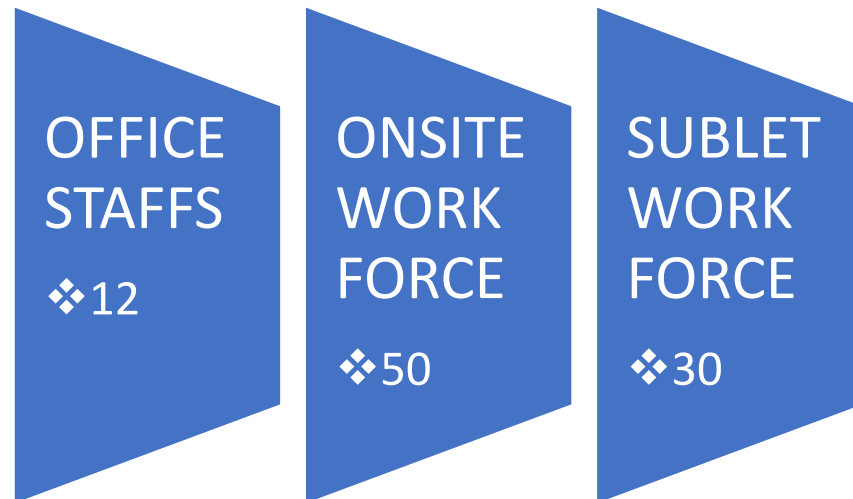 OFFICE
STAFFS
❖12
ONSITE
WORK
FORCE
❖50
SUBLET
WORK
FORCE
❖30